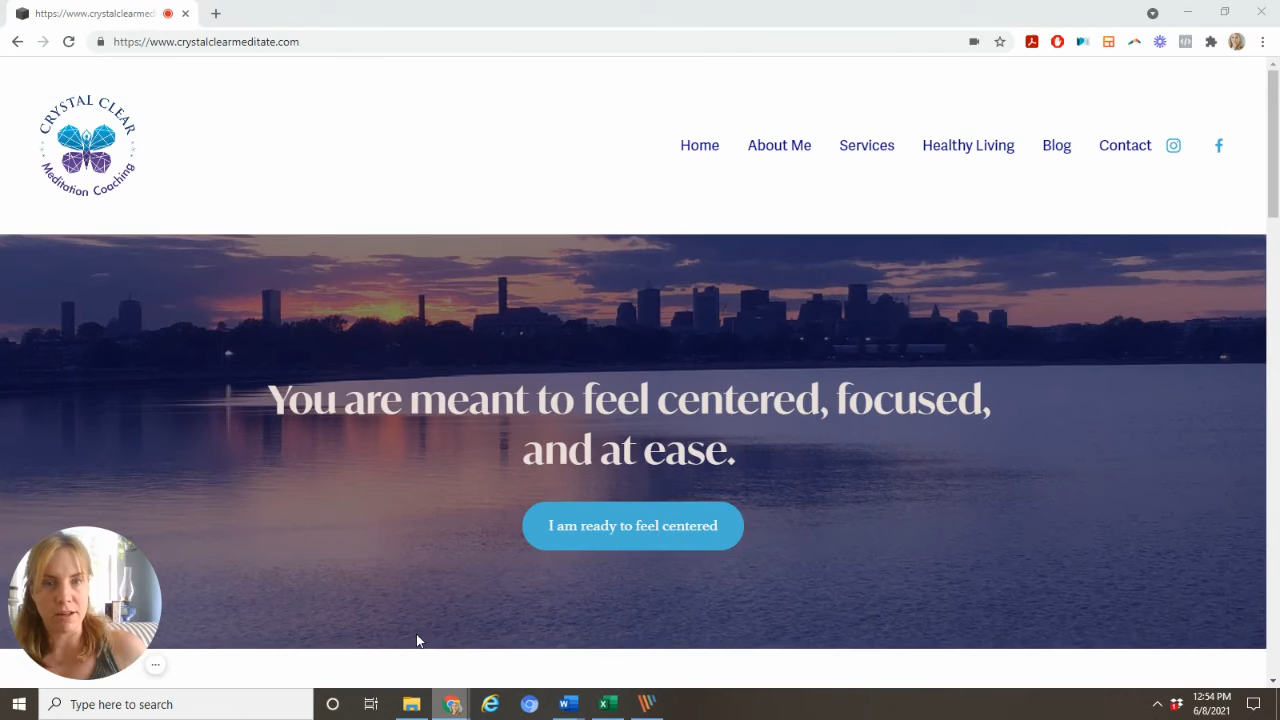 https://www.crystalclearmed
https://www.crystalclearmeditate.com
CRYSTAL CLEAR
Meditation Coaching
Home About Me Services Healthy Living Blog Contact
You are meant to feel centered, focused,
and at ease.
I am ready to feel centered
Type here to search
12:54 PM
6/8/2021